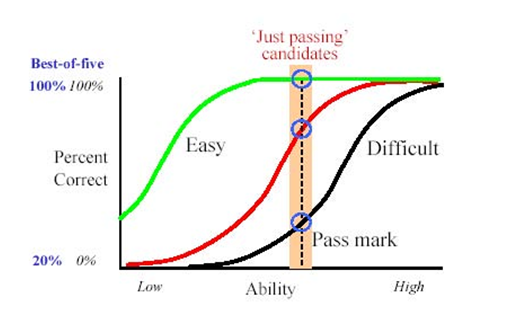 ‘Just passing’
candidates
Best-of-five
100% 100%
Easy
Difficult
Percent
Correct
Pass mark
20% 0%
Low
Ability
High